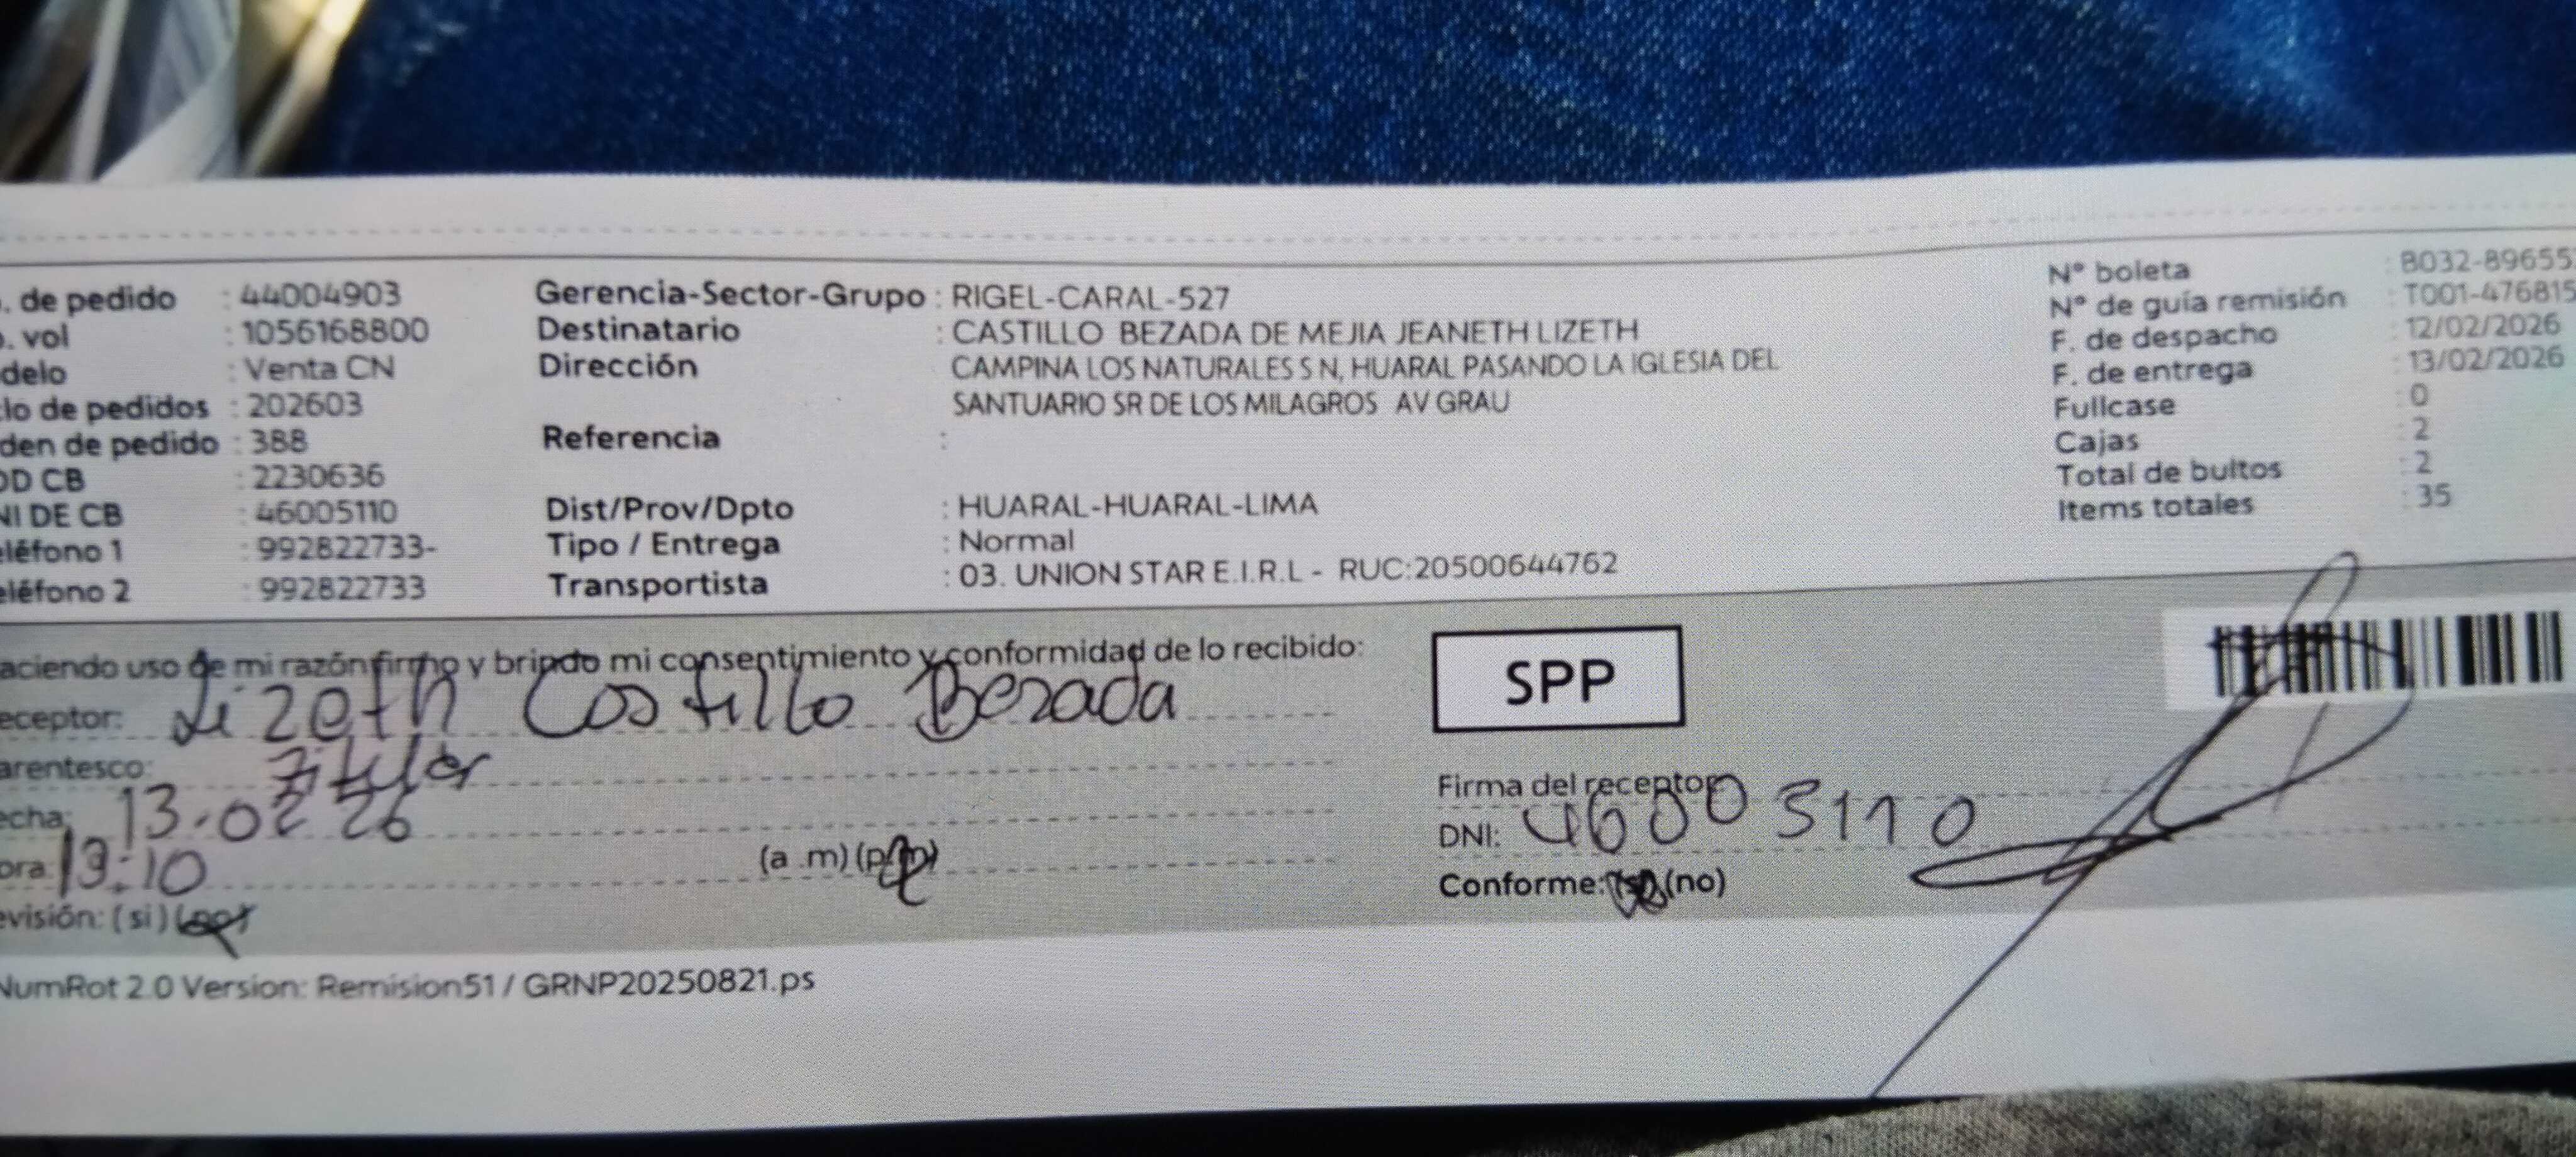 . de pedido : 44004903 Gerencia-Sector-Grupo : RIGEL-CARAL-527 N° boleta : B032-89655
. vol : 1056168800 Destinatario : CASTILLO BEZADA DE MEJIA JEANETH LIZETH N° de guía remisión : T001-476815
delo : Venta CN Dirección CAMPINA LOS NATURALES S N, HUARAL PASANDO LA IGLESIA DEL F. de despacho : 12/02/2026
lo de pedidos : 202603 SANTUARIO SR DE LOS MILAGROS AV GRAU F. de entrega : 13/02/2026
den de pedido : 388 Referencia : Fullcase : 0
DD CB : 2230636 Cajas : 2
NI DE CB : 46005110 Dist/Prov/Dpto : HUARAL-HUARAL-LIMA Total de bultos : 2
eléfono 1 : 992822733- Tipo / Entrega : Normal Items totales : 35
eléfono 2 : 992822733 Transportista : 03. UNION STAR E.I.R.L - RUC:20500644762
aciendo uso de mi razón firmo y brindo mi consentimiento y conformidad de lo recibido:
eceptor: Lizeth Castillo Bezada
SPP
arentesco: Titular
echa: 13.02 26
ora: 13:10 (a .m) (p.m)
evisión: (si) (no)
Firma del receptor
DNI: 46005110
Conforme: (si) (no)
NumRot 2.0 Version: Remision51 / GRNP20250821.ps